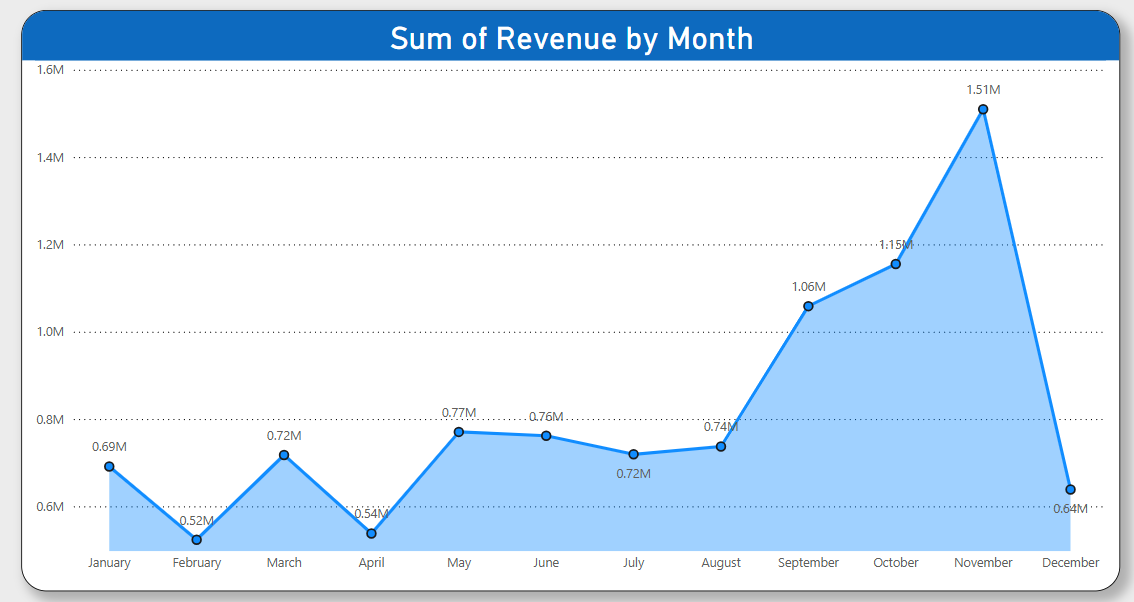 Sum of Revenue by Month
1.6M
1.51M
1.4M
1.2M
1.15M
1.06M
1.0M
0.8M
0.77M
0.76M
0.74M
0.69M
0.72M
0.72M
0.6M
0.52M
0.54M
0.64M
January February March April May June July August September October November December